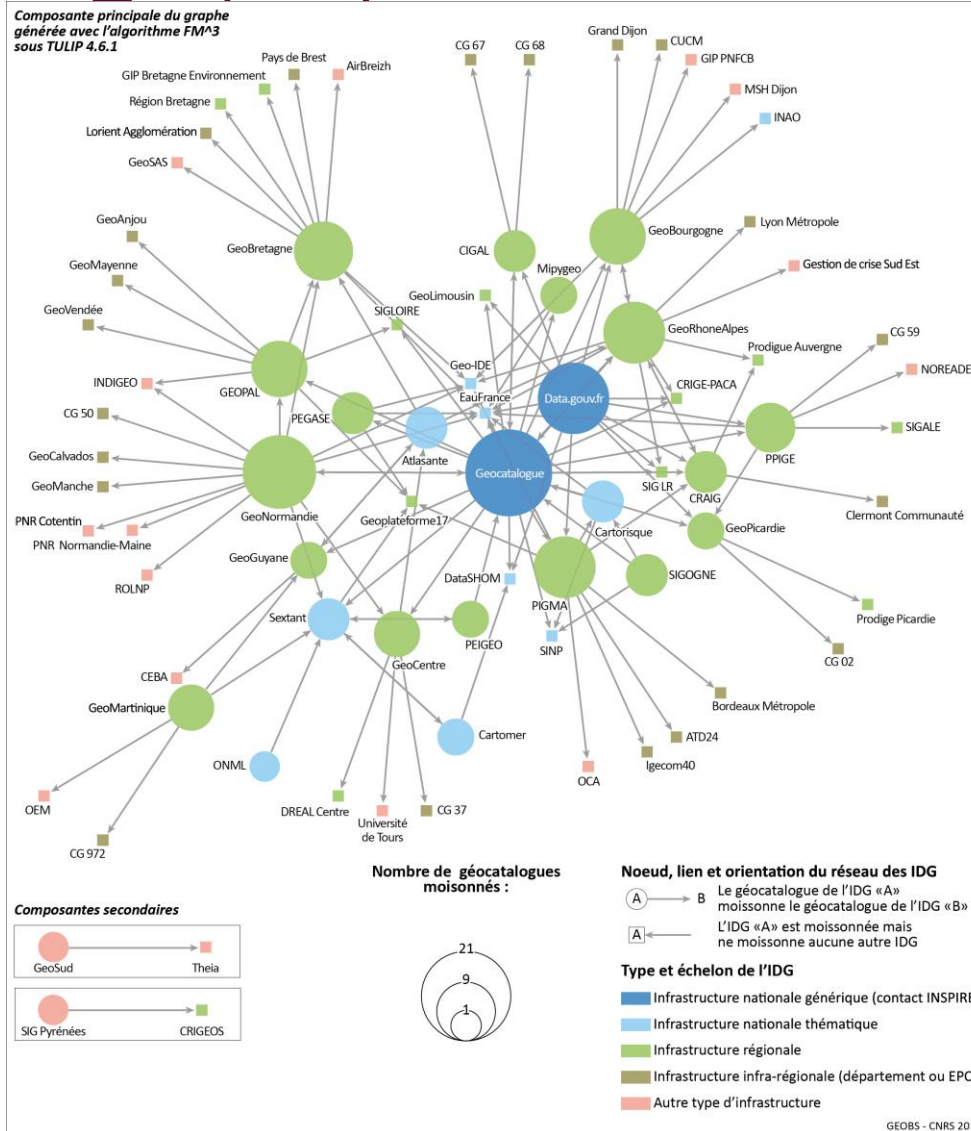 Composante principale du graphe
générée avec l'algorithme FM^3
sous TULIP 4.6.1
Grand Dijon
CUCM
CG 67
CG 68
GIP PNFCB
Pays de Brest
AirBreizh
GIP Bretagne Environnement
MSH Dijon
Région Bretagne
INAO
Lorient Agglomération
GeoSAS
GeoAnjou
Lyon Métropole
GeoBretagne
CIGAL
GeoBourgogne
GeoMayenne
Mipygeo
Gestion de crise Sud Est
GeoLimousin
GeoVendée
SIGLOIRE
GeoRhoneAlpes
CG 59
Prodigue Auvergne
Geo-IDE
INDIGEO
GEOPAL
CRIGE-PACA
NOREADE
EauFrance
Data.gouv.fr
CG 50
PEGASE
SIGALE
GeoCalvados
Atlasante
PPIGE
Geocatalogue
SIG LR
GeoManche
CRAIG
GeoNormandie
Geoplateforme17
Clermont Communauté
PNR Cotentin
Cartorisque
GeoPicardie
PNR Normandie-Maine
GeoGuyane
DataSHOM
ROLNP
PIGMA
SIGOGNE
Sextant
Prodige Picardie
PEIGEO
SINP
GeoCentre
CG 02
CEBA
GeoMartinique
Bordeaux Métropole
Cartomer
ATD24
ONML
Igecom40
OCA
OEM
DREAL Centre
Université
de Tours
CG 37
CG 972
Nombre de géocatalogues
moisonnés :
21
9
1
Composantes secondaires
GeoSud
Theia
SIG Pyrénées
CRIGEOS
Noeud, lien et orientation du réseau des IDG
A
B
Le géocatalogue de l'IDG «A»
moissonne le géocatalogue de l'IDG «B»
A
L'IDG «A» est moissonnée mais
ne moissonne aucune autre IDG
Type et échelon de l'IDG
Infrastructure nationale générique (contact INSPIRE
Infrastructure nationale thématique
Infrastructure régionale
Infrastructure infra-régionale (département ou EPC
Autre type d'infrastructure
GEOBS - CNRS 20